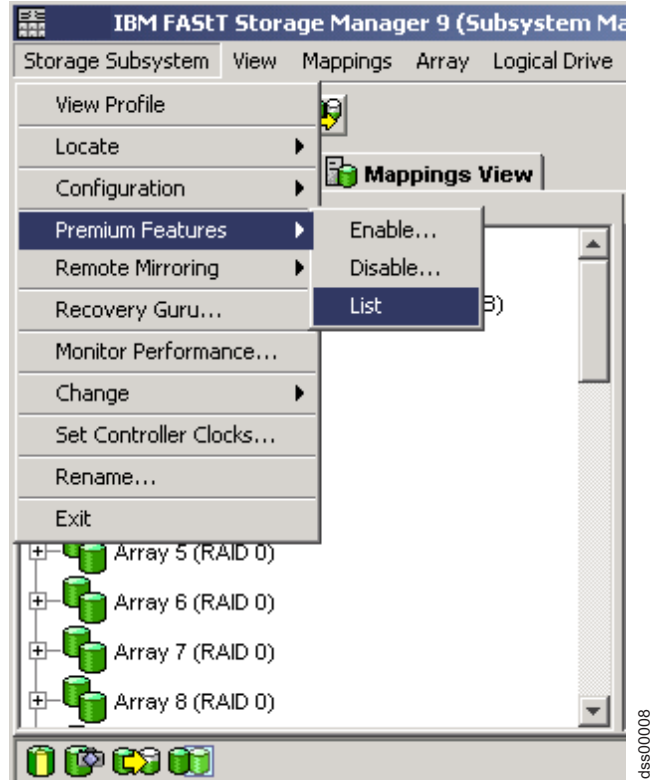 IBM FAStT Storage Manager 9 (Subsystem Ma
Storage Subsystem View Mappings Array Logical Drive
View Profile
Locate
Mappings View
Configuration
Premium Features
Enable...
Remote Mirroring
Disable...
Recovery Guru...
List
B)
Monitor Performance...
Change
Set Controller Clocks...
Rename...
Exit
Array 5 (RAID 0)
Array 6 (RAID 0)
Array 7 (RAID 0)
Array 8 (RAID 0)
dss00008